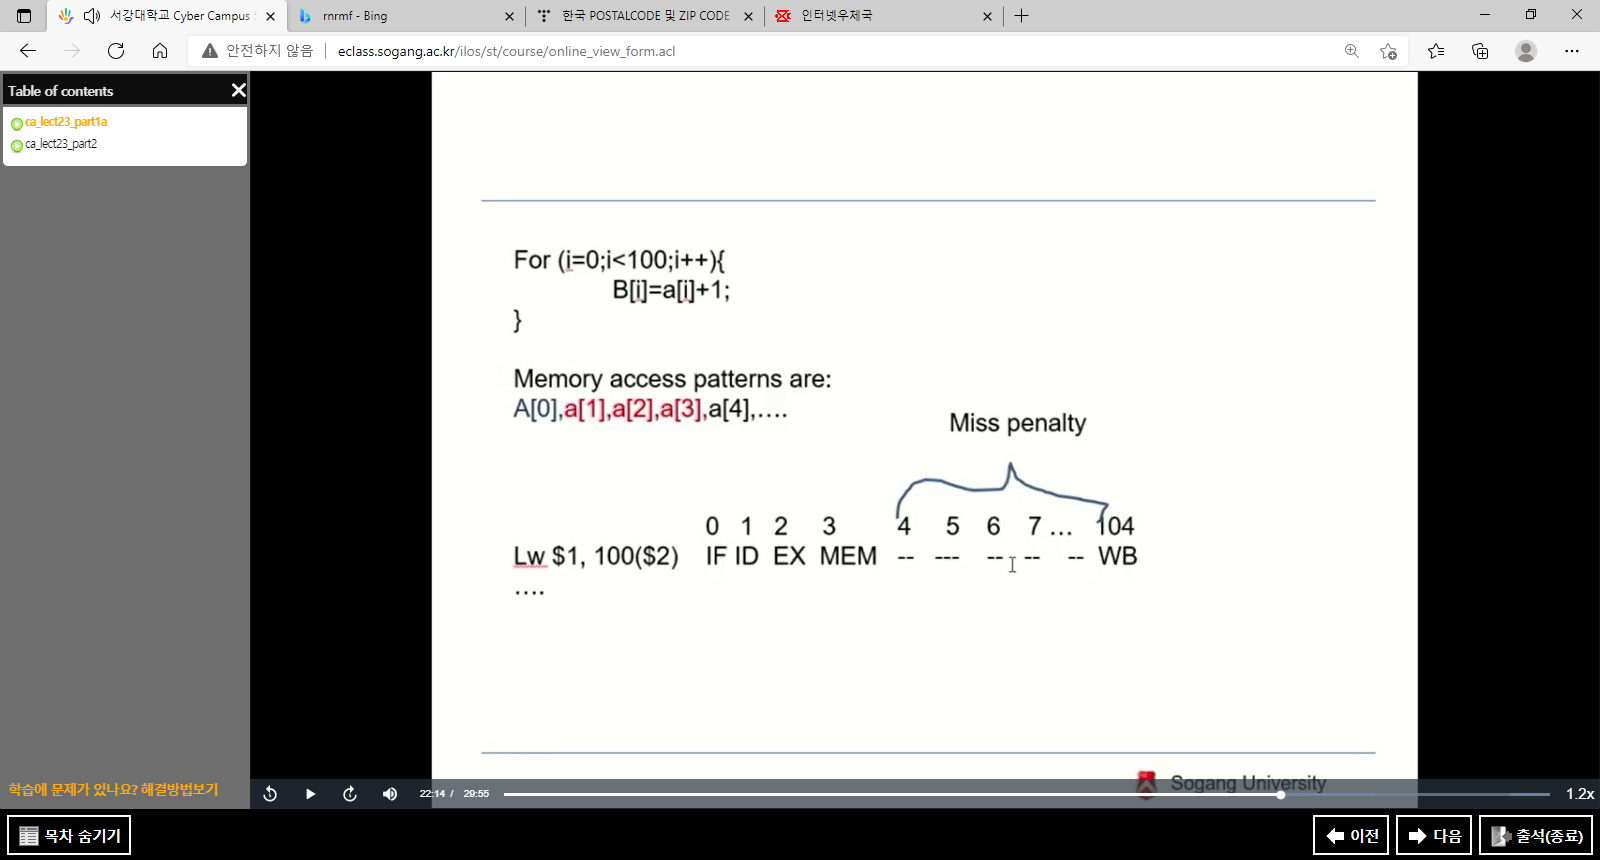 서강대학교 Cyber Campus S
rnrmf - Bing
한국 POSTALCODE 및 ZIP CODE
인터넷우체국
안전하지 않음
eclass.sogang.ac.kr/ilos/st/course/online_view_form.acl
Table of contents
ca_lect23_part1a
ca_lect23_part2
For (i=0;i<100;i++){
B[i]=a[i]+1;
}
Memory access patterns are:
A[0],a[1],a[2],a[3],a[4],....
Miss penalty
0 1 2 3 4 5 6 7 ... 104
Lw $1, 100($2) IF ID EX MEM -- --- -- -- -- WB
....
Sogang University
학습에 문제가 있나요? 해결방법보기
22:14 / 29:55
1.2x
목차 숨기기
이전
다음
출석(종료)